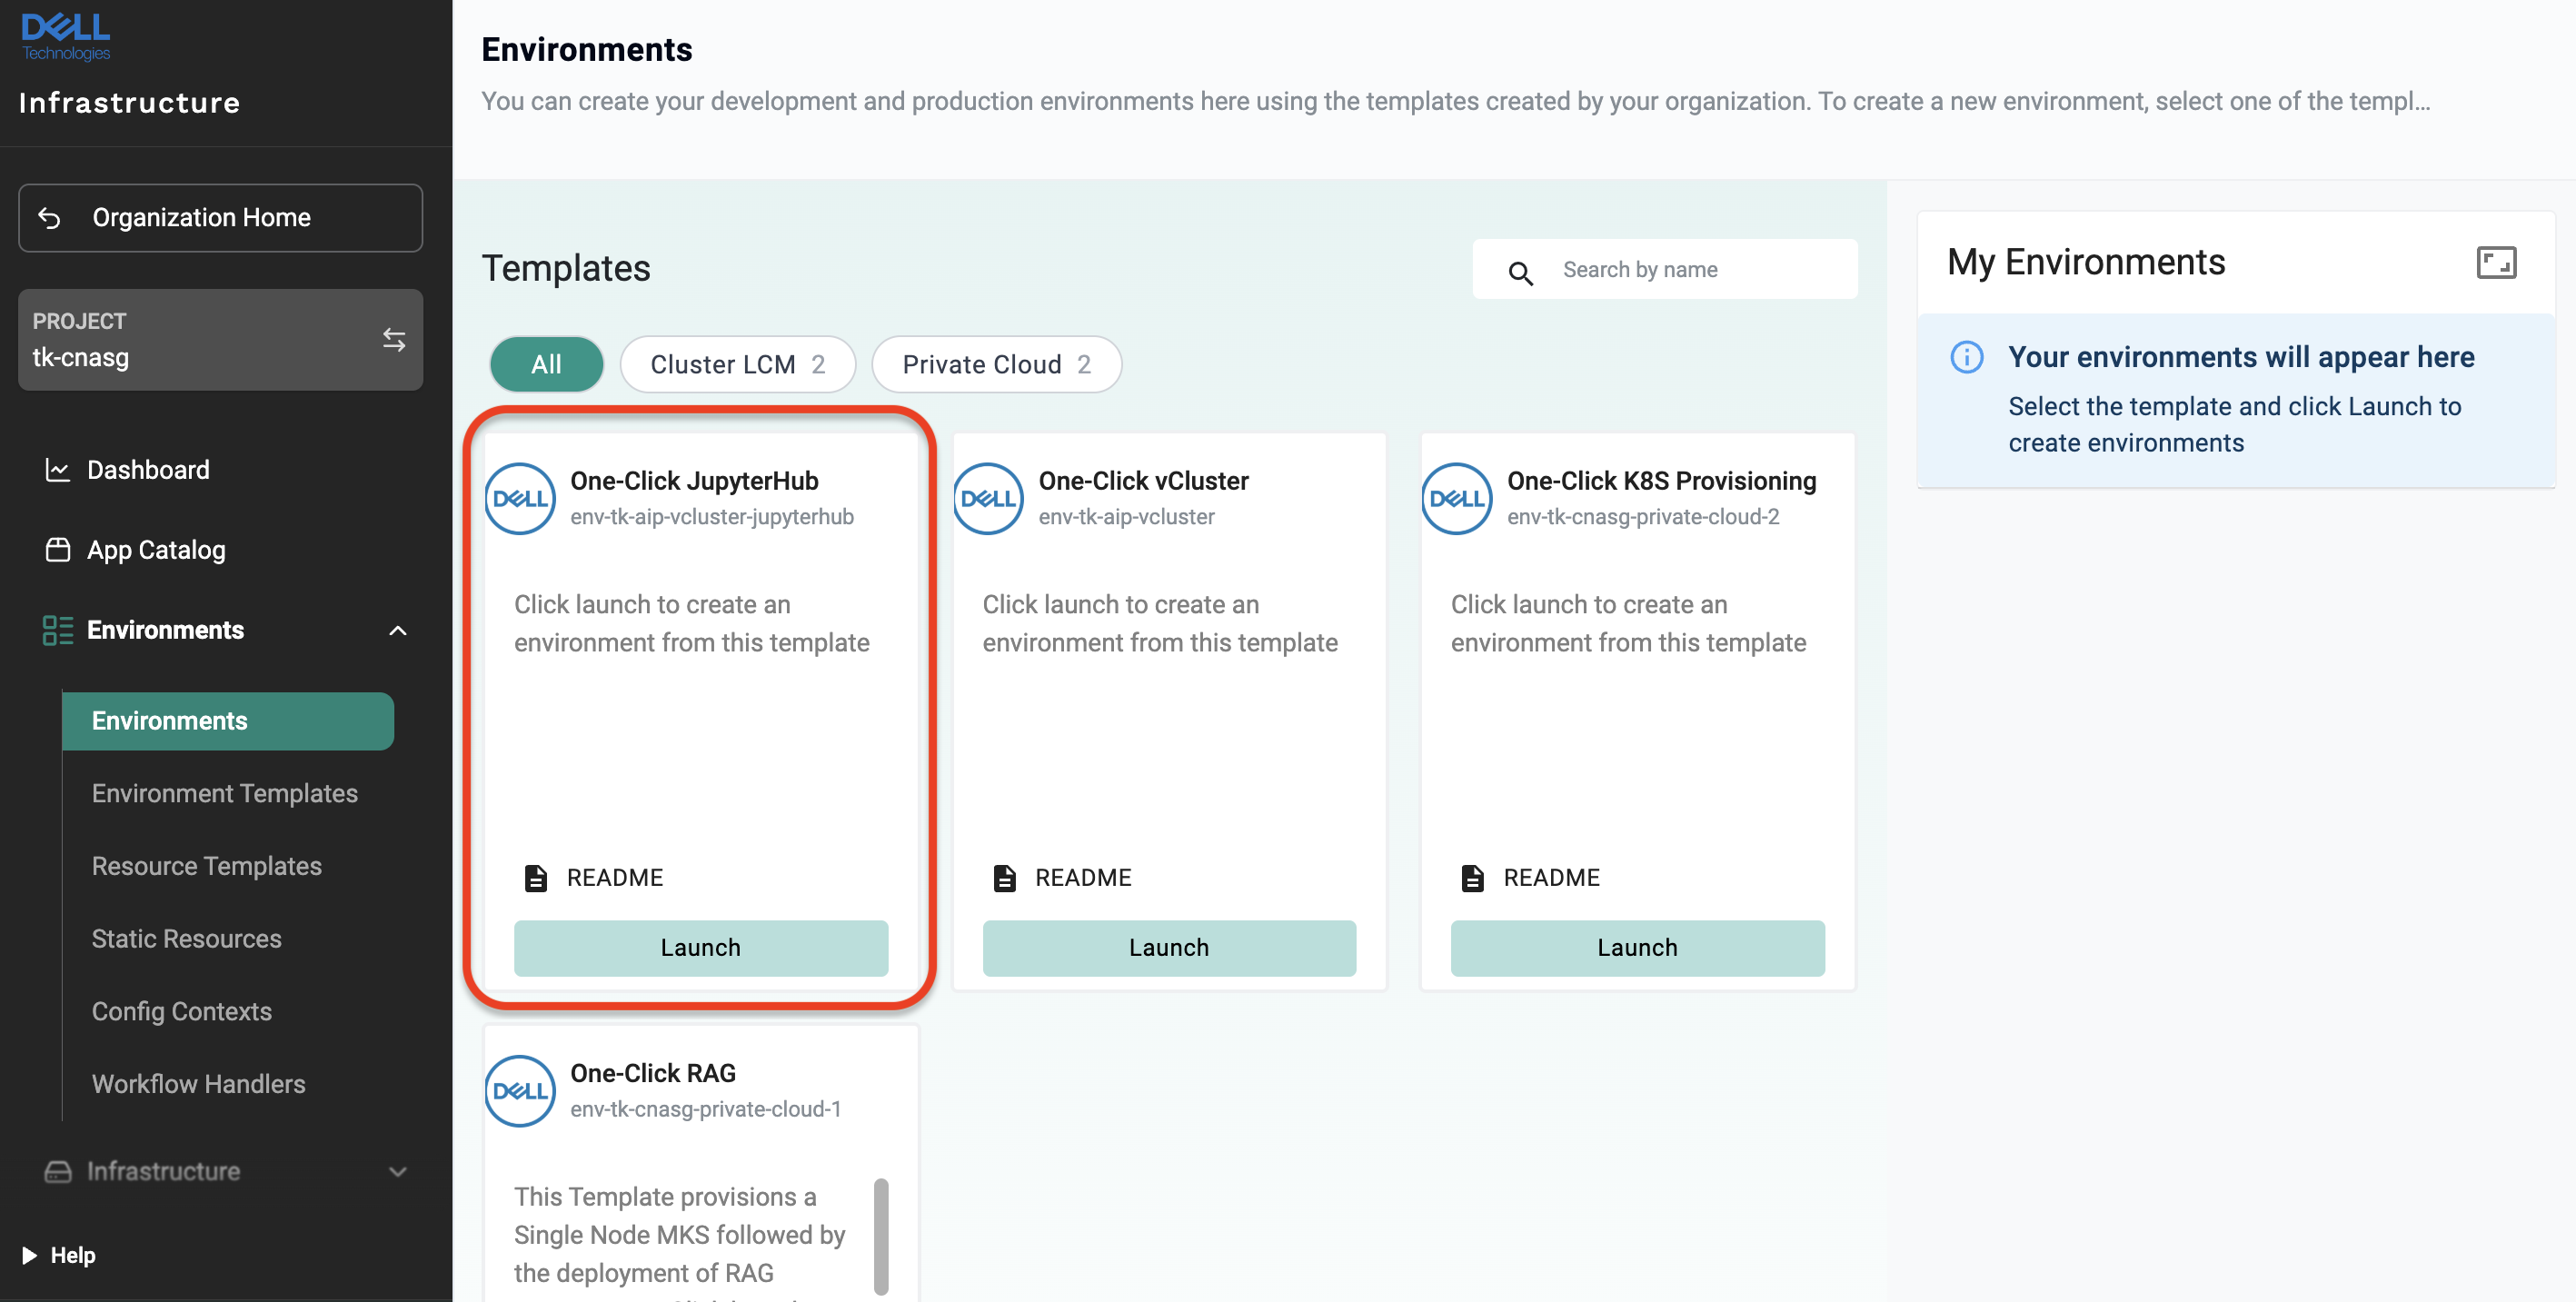 DELL
Technologies
Infrastructure
Organization Home
PROJECT
tk-cnasg
Dashboard
App Catalog
Environments
Environments
Environment Templates
Resource Templates
Static Resources
Config Contexts
Workflow Handlers
Infrastructure
Help
Environments
You can create your development and production environments here using the templates created by your organization. To create a new environment, select one of the templ...
Templates
Search by name
All
Cluster LCM 2
Private Cloud 2
DELL
One-Click JupyterHub
env-tk-aip-vcluster-jupyterhub
Click launch to create an
environment from this template
README
Launch
DELL
One-Click vCluster
env-tk-aip-vcluster
Click launch to create an
environment from this template
README
Launch
DELL
One-Click K8S Provisioning
env-tk-cnasg-private-cloud-2
Click launch to create an
environment from this template
README
Launch
DELL
One-Click RAG
env-tk-cnasg-private-cloud-1
This Template provisions a
Single Node MKS followed by
the deployment of RAG
My Environments
Your environments will appear here
Select the template and click Launch to
create environments